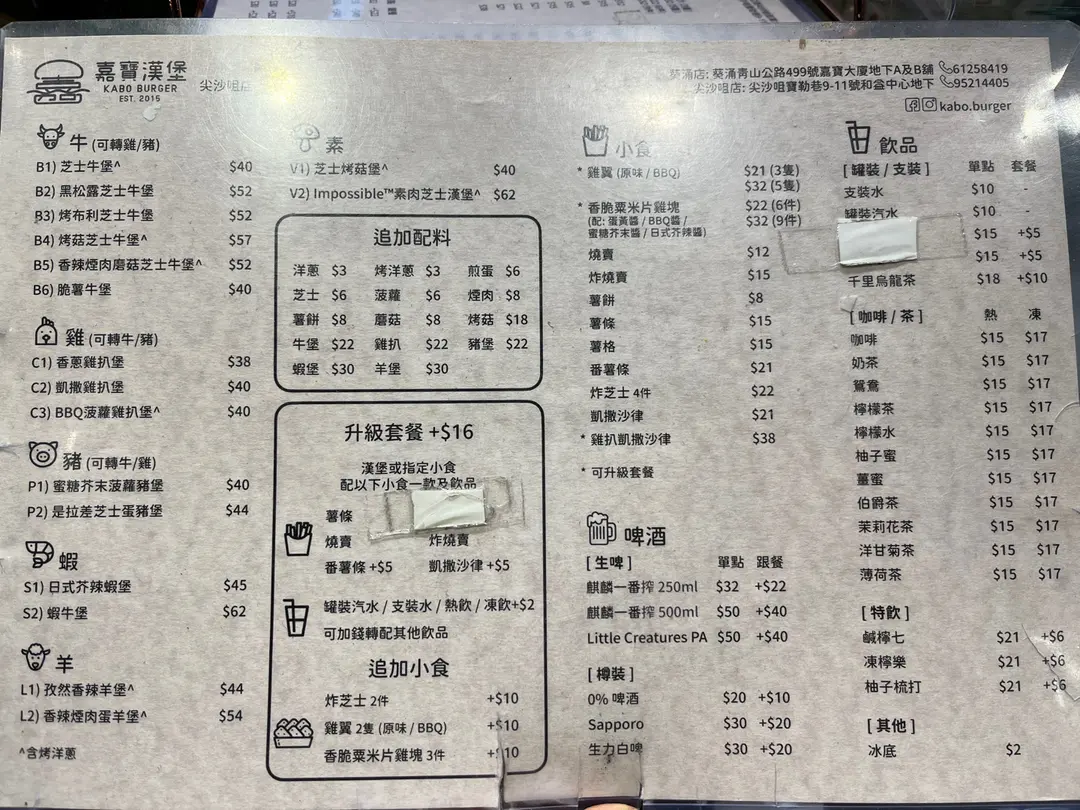 嘉寶漢堡
KABO BURGER
EST. 2015
尖沙咀店
葵涌店: 葵涌青山公路499號嘉寶大廈地下A及B舖 61258419
尖沙咀店: 尖沙咀寶勒巷9-11號和益中心地下 95214405
kabo.burger
牛 (可轉雞/豬)
B1) 芝士牛堡^ $40
B2) 黑松露芝士牛堡 $52
B3) 烤布利芝士牛堡 $52
B4) 烤菇芝士牛堡^ $57
B5) 香辣煙肉磨菇芝士牛堡^ $52
B6) 脆薯牛堡 $40
雞 (可轉牛/豬)
C1) 香蔥雞扒堡 $38
C2) 凱撒雞扒堡 $40
C3) BBQ菠蘿雞扒堡^ $40
豬 (可轉牛/雞)
P1) 蜜糖芥末菠蘿豬堡 $40
P2) 是拉差芝士蛋豬堡 $44
蝦
S1) 日式芥辣蝦堡 $45
S2) 蝦牛堡 $62
羊
L1) 孜然香辣羊堡^ $44
L2) 香辣煙肉蛋羊堡^ $54
^含烤洋蔥
素
V1) 芝士烤菇堡^ $40
V2) Impossible™素肉芝士漢堡^ $62
追加配料
洋蔥 $3 烤洋蔥 $3 煎蛋 $6
芝士 $6 菠蘿 $6 煙肉 $8
薯餅 $8 蘑菇 $8 烤菇 $18
牛堡 $22 雞扒 $22 豬堡 $22
蝦堡 $30 羊堡 $30
升級套餐 +$16
漢堡或指定小食
配以下小食一款及飲品
薯條
燒賣 炸燒賣
番薯條 +$5 凱撒沙律 +$5
罐裝汽水 / 支裝水 / 熱飲 / 凍飲+$2
可加錢轉配其他飲品
追加小食
炸芝士 2件 +$10
雞翼 2隻 (原味 / BBQ) +$10
香脆粟米片雞塊 3件 +$10
小食
* 雞翼 (原味 / BBQ) $21 (3隻)
$32 (5隻)
* 香脆粟米片雞塊 $22 (6件)
(配: 蛋黃醬 / BBQ醬 / $32 (9件)
蜜糖芥末醬 / 日式芥辣醬)
燒賣 $12
炸燒賣 $15
薯餅 $8
薯條 $15
薯格 $15
番薯條 $21
炸芝士 4件 $22
凱撒沙律 $21
* 雞扒凱撒沙律 $38
* 可升級套餐
啤酒
[ 生啤 ] 單點 跟餐
麒麟一番搾 250ml $32 +$22
麒麟一番搾 500ml $50 +$40
Little Creatures PA $50 +$40
[ 樽裝 ]
0% 啤酒 $20 +$10
Sapporo $30 +$20
生力白啤 $30 +$20
飲品
[ 罐裝 / 支裝 ] 單點 套餐
支裝水 $10 -
罐裝汽水 $10
$15 +$5
$15 +$5
千里烏龍茶 $18 +$10
[ 咖啡 / 茶 ] 熱 凍
咖啡 $15 $17
奶茶 $15 $17
鴛鴦 $15 $17
檸檬茶 $15 $17
檸檬水 $15 $17
柚子蜜 $15 $17
薑蜜 $15 $17
伯爵茶 $15 $17
茉莉花茶 $15 $17
洋甘菊茶 $15 $17
薄荷茶 $15 $17
[ 特飲 ]
鹹檸七 $21 +$6
凍檸樂 $21 +$6
柚子梳打 $21 +$6
[ 其他 ]
冰底 $2